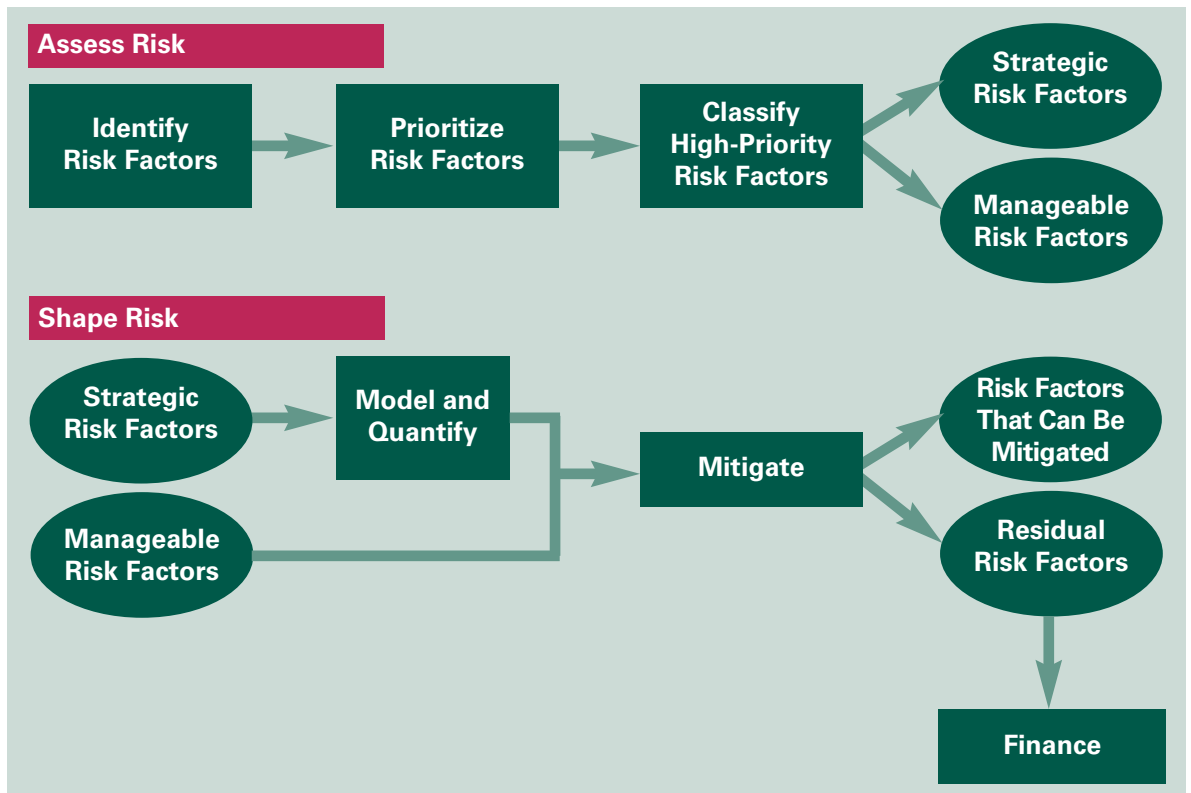 Assess Risk
Identify
Risk Factors
Prioritize
Risk Factors
Classify
High-Priority
Risk Factors
Strategic
Risk Factors
Manageable
Risk Factors
Shape Risk
Strategic
Risk Factors
Manageable
Risk Factors
Model and
Quantify
Mitigate
Risk Factors
That Can Be
Mitigated
Residual
Risk Factors
Finance